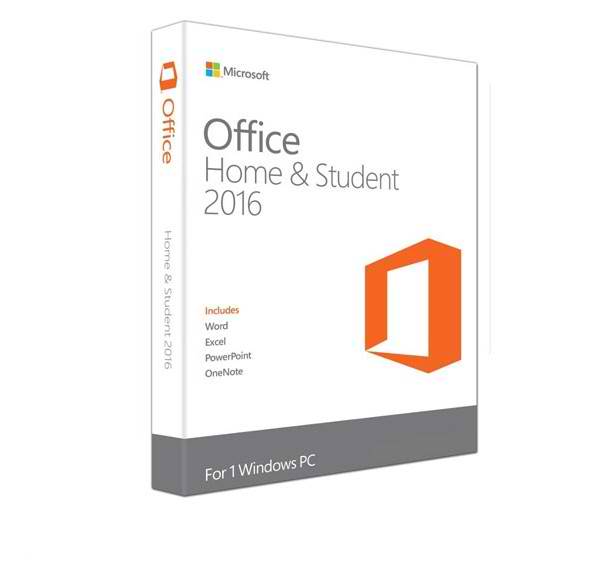 Office
Home & Student 2016
Microsoft
Office
Home & Student
2016
Includes
Word
Excel
PowerPoint
OneNote
For 1 Windows PC